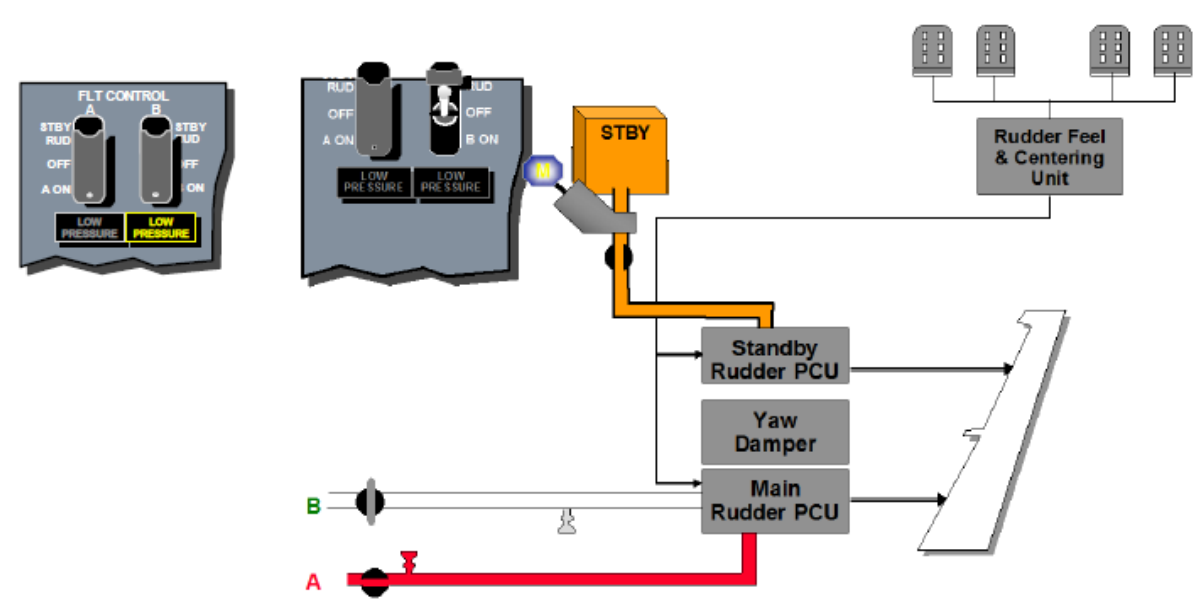 FLT CONTROL
A B
STBY RUD STBY
OFF
A ON ON
LOW PRESSURE LOW PRESSURE
RUD RUD
OFF OFF
A ON B ON
LOW PRESSURE LOW PRESSURE
M
STBY
Rudder Feel
& Centering
Unit
Standby
Rudder PCU
Yaw
Damper
Main
Rudder PCU
B
A